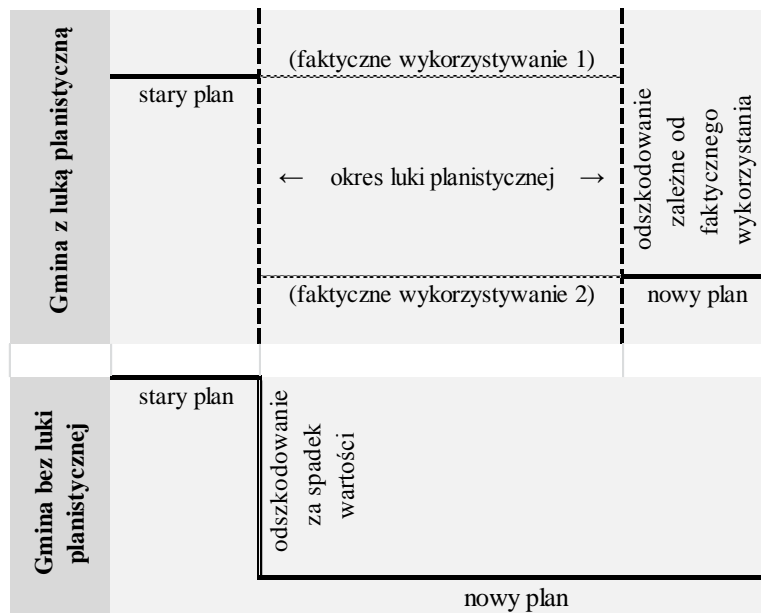 Gmina z luką planistyczną
stary plan
(faktyczne wykorzystywanie 1)
← okres luki planistycznej →
(faktyczne wykorzystywanie 2)
odszkodowanie
zależne od
faktycznego
wykorzystania
nowy plan
Gmina bez luki
planistycznej
stary plan
odszkodowanie
za spadek
wartości
nowy plan